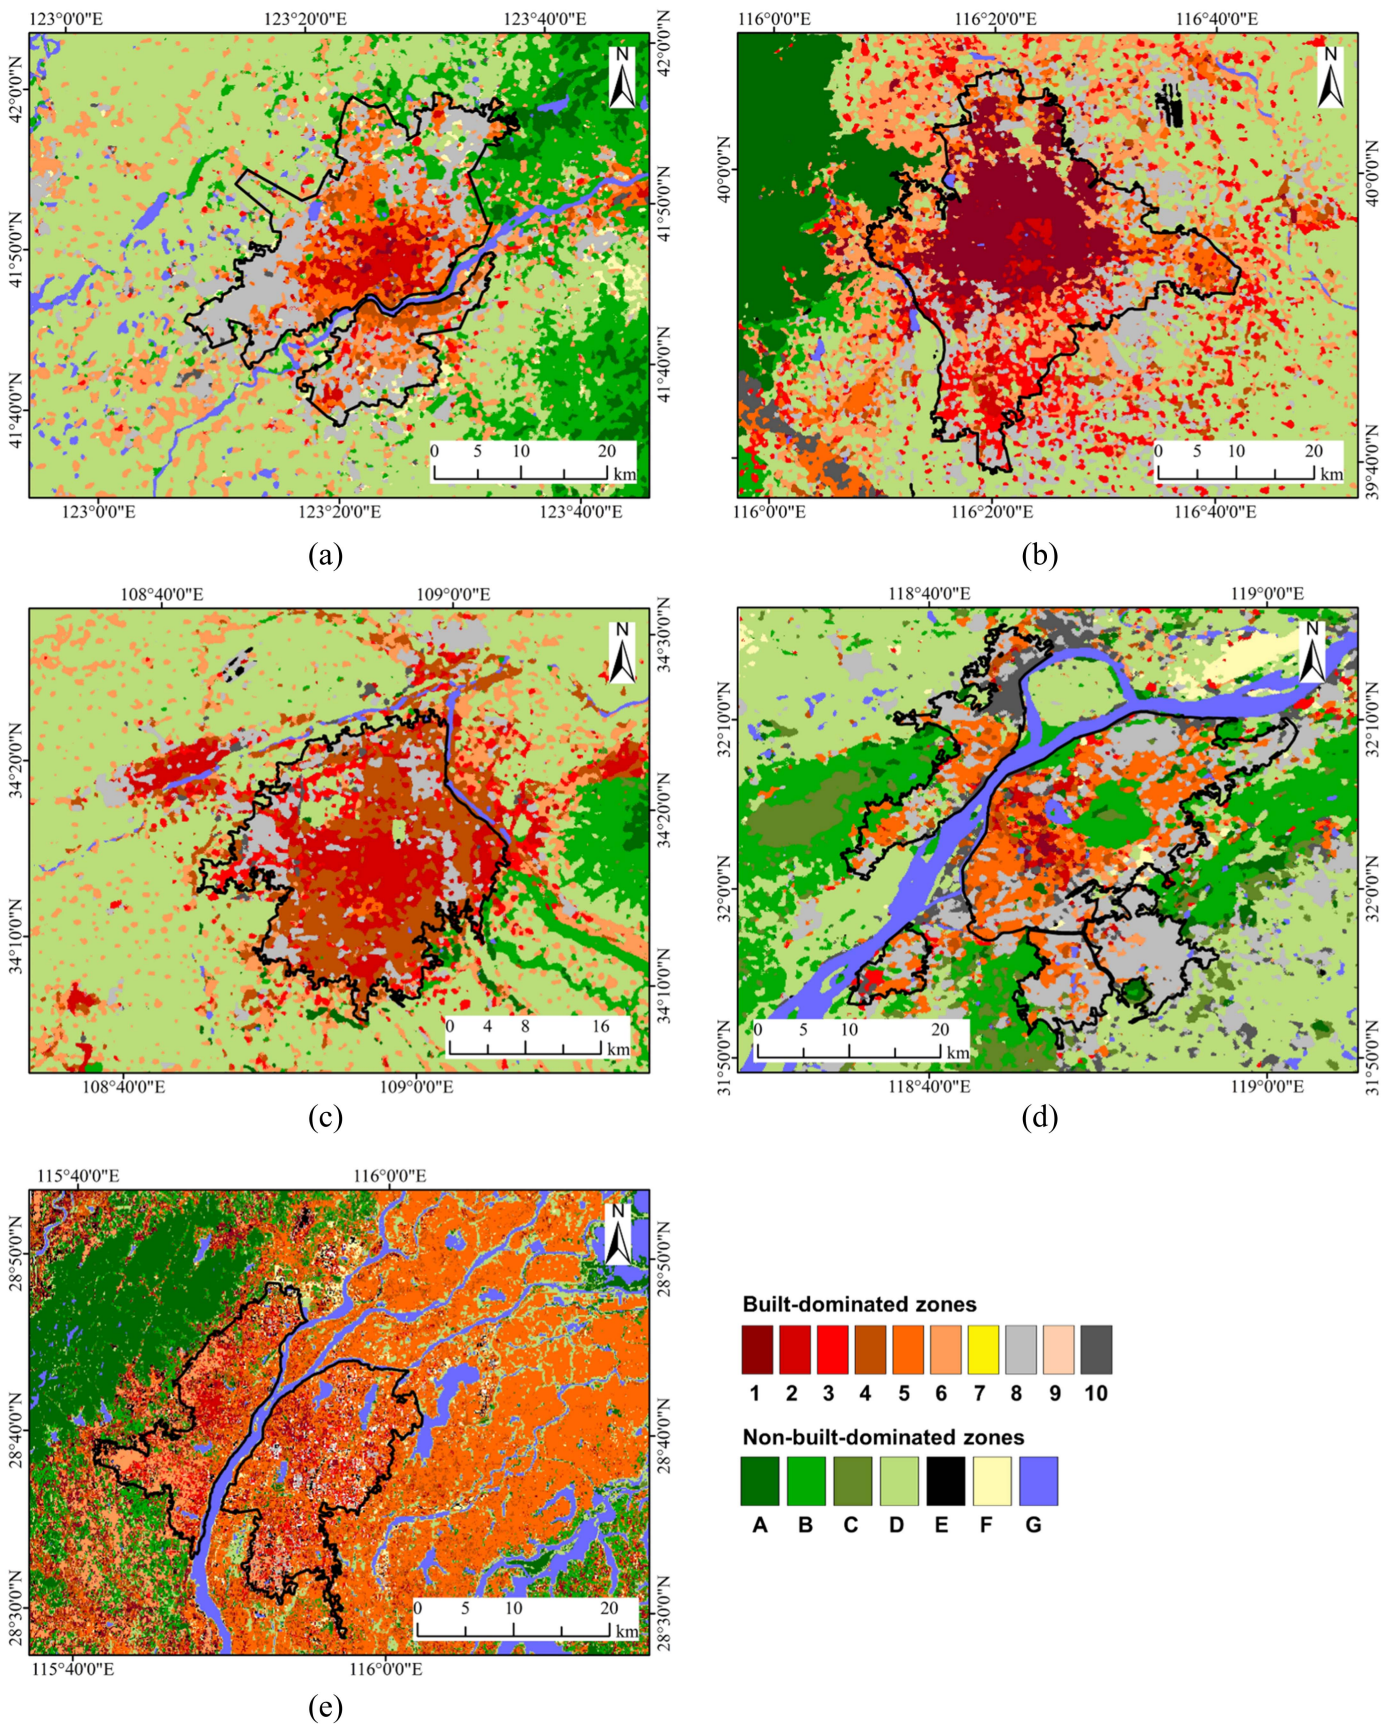 123°0'0"E 123°20'0"E 123°40'0"E
42°0'0"N
41°50'0"N
41°40'0"N
42°0'0"N
41°50'0"N
41°40'0"N
N
0 5 10 20
km
123°0'0"E 123°20'0"E 123°40'0"E
(a)
116°0'0"E 116°20'0"E 116°40'0"E
40°0'0"N
40°0'0"N
39°40'0"N
N
0 5 10 20
km
116°0'0"E 116°20'0"E 116°40'0"E
(b)
108°40'0"E 109°0'0"E
34°20'0"N
34°10'0"N
34°30'0"N
34°20'0"N
34°10'0"N
N
0 4 8 16
km
108°40'0"E 109°0'0"E
(c)
118°40'0"E 119°0'0"E
32°10'0"N
32°0'0"N
31°50'0"N
32°10'0"N
32°0'0"N
31°50'0"N
N
0 5 10 20
km
118°40'0"E 119°0'0"E
(d)
115°40'0"E 116°0'0"E
28°50'0"N
28°40'0"N
28°30'0"N
28°50'0"N
28°40'0"N
28°30'0"N
N
0 5 10 20
km
115°40'0"E 116°0'0"E
(e)
Built-dominated zones
1 2 3 4 5 6 7 8 9 10
Non-built-dominated zones
A B C D E F G